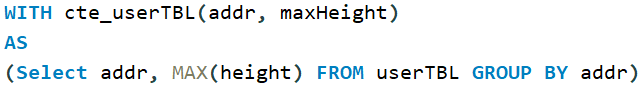 WITH cte_userTBL(addr, maxHeight)
AS
(Select addr, MAX(height) FROM userTBL GROUP BY addr)